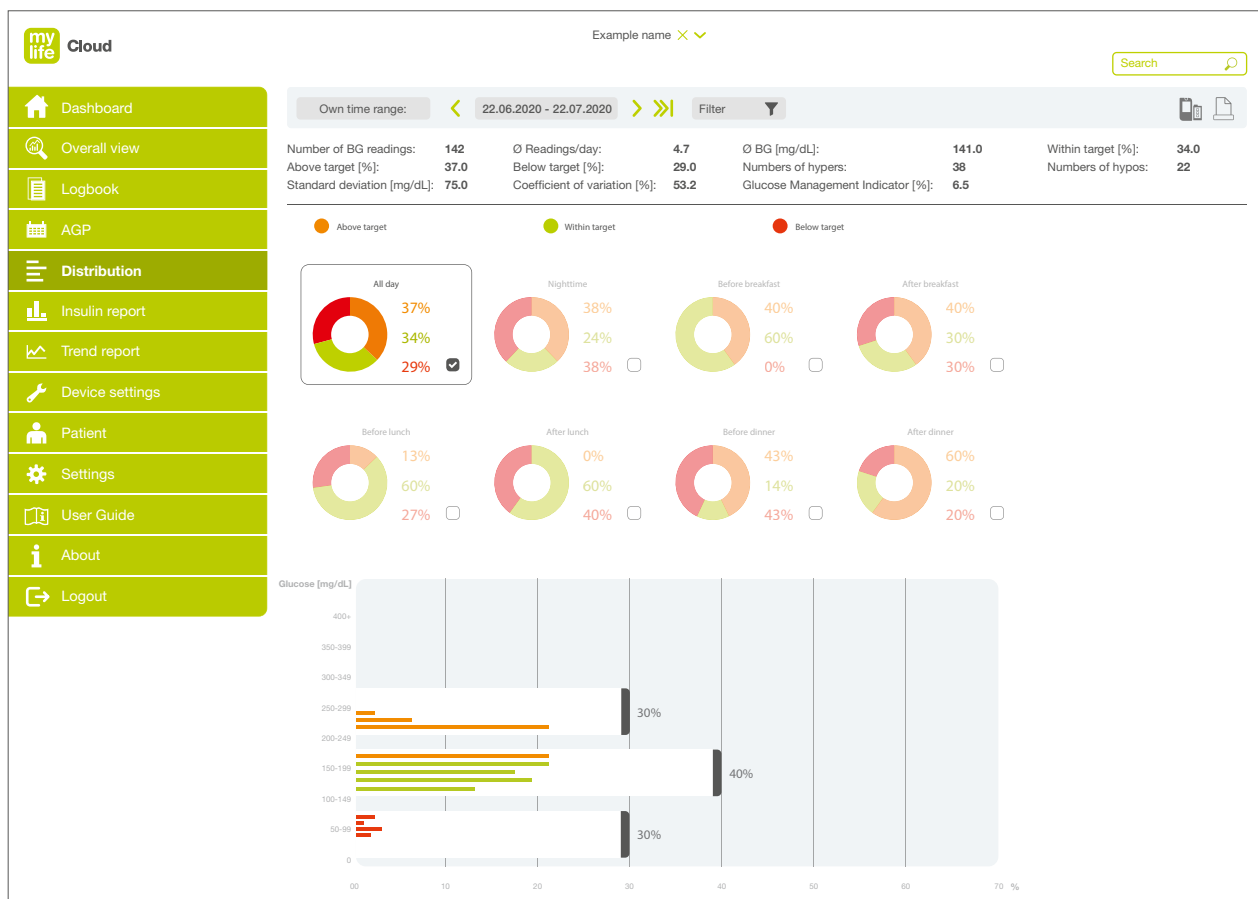 my
life Cloud
Example name
Search
Dashboard
Overall view
Logbook
AGP
Distribution
Insulin report
Trend report
Device settings
Patient
Settings
User Guide
About
Logout
Own time range: 22.06.2020 - 22.07.2020 Filter
Number of BG readings: 142 Ø Readings/day: 4.7 Ø BG [mg/dL]: 141.0 Within target [%]: 34.0
Above target [%]: 37.0 Below target [%]: 29.0 Numbers of hypers: 38 Numbers of hypos: 22
Standard deviation [mg/dL]: 75.0 Coefficient of variation [%]: 53.2 Glucose Management Indicator [%]: 6.5
Above target Within target Below target
All day
37%
34%
29%
Nighttime
38%
24%
38%
Before breakfast
40%
60%
0%
After breakfast
40%
30%
30%
Before lunch
13%
60%
27%
After lunch
0%
60%
40%
Before dinner
43%
14%
43%
After dinner
60%
20%
20%
Glucose [mg/dL]
400+
350-399
300-349
250-299
30%
200-249
150-199
40%
100-149
50-99
30%
0
00 10 20 30 40 50 60 70 %